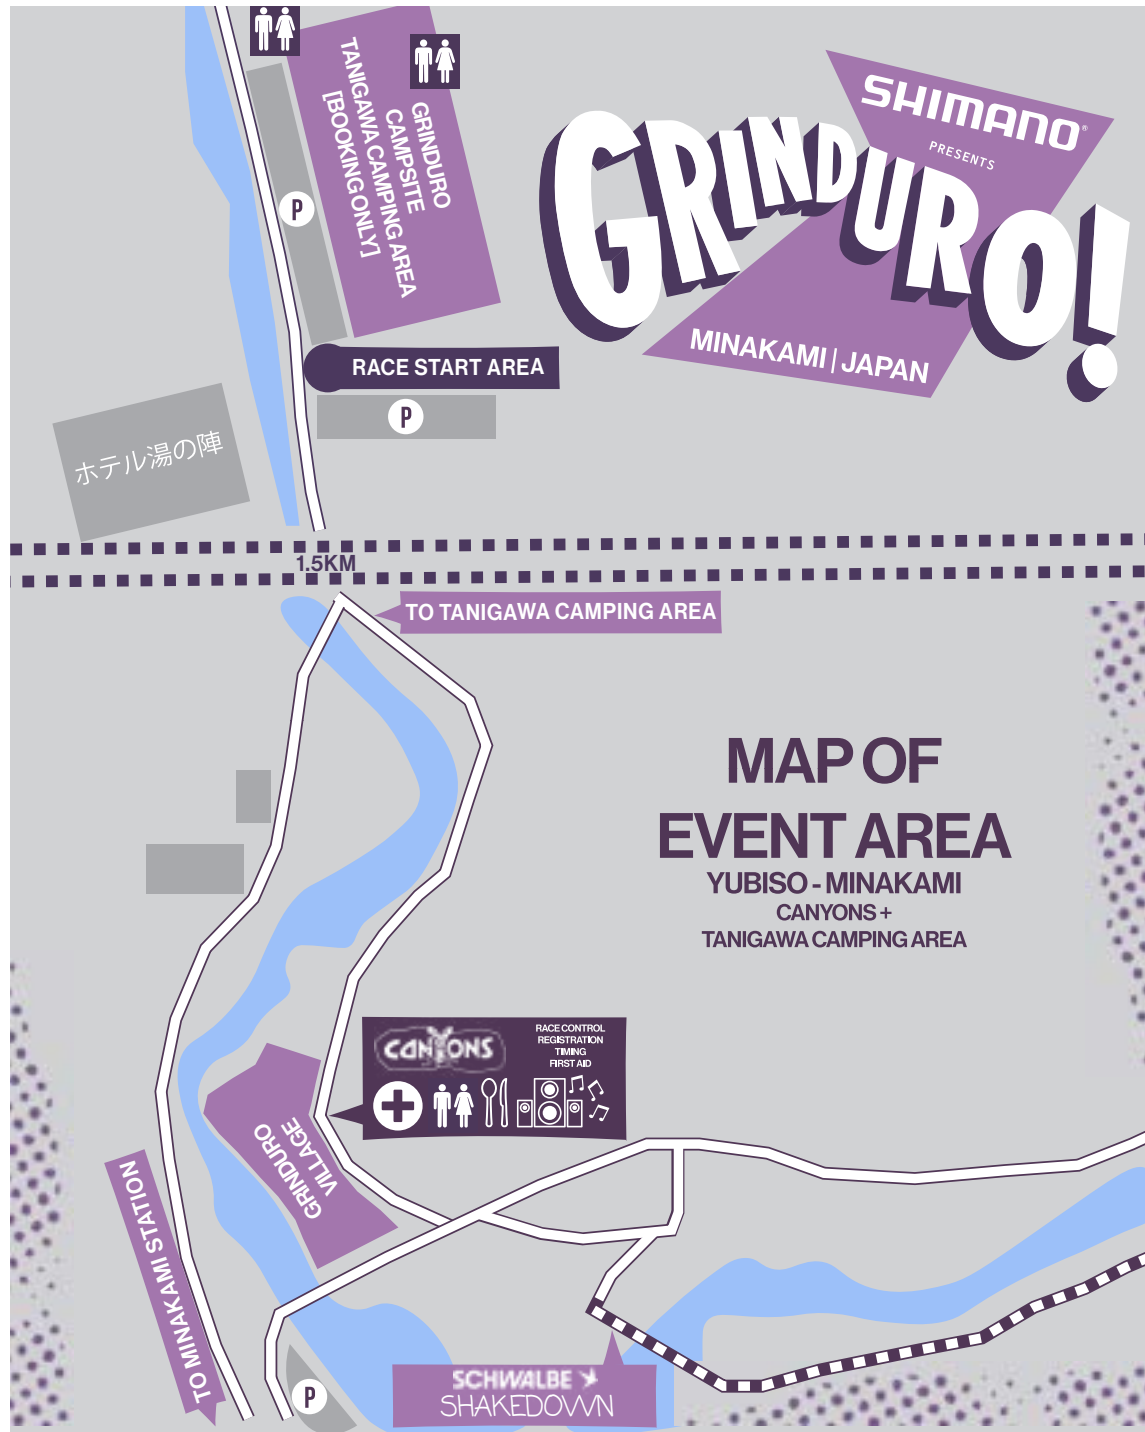 SHIMANO®
PRESENTS
GRINDURO!
MINAKAMI | JAPAN
GRINDURO
CAMPSITE
TANIGAWA CAMPING AREA
[BOOKING ONLY]
P
RACE START AREA
P
ホテル湯の陣
1.5KM
TO TANIGAWA CAMPING AREA
MAP OF
EVENT AREA
YUBISO - MINAKAMI
CANYONS +
TANIGAWA CAMPING AREA
CANYONS
RACE CONTROL
REGISTRATION
TIMING
FIRST AID
GRINDURO
VILLAGE
TO MINAKAMI STATION
P
SCHWALBE
SHAKEDOWN